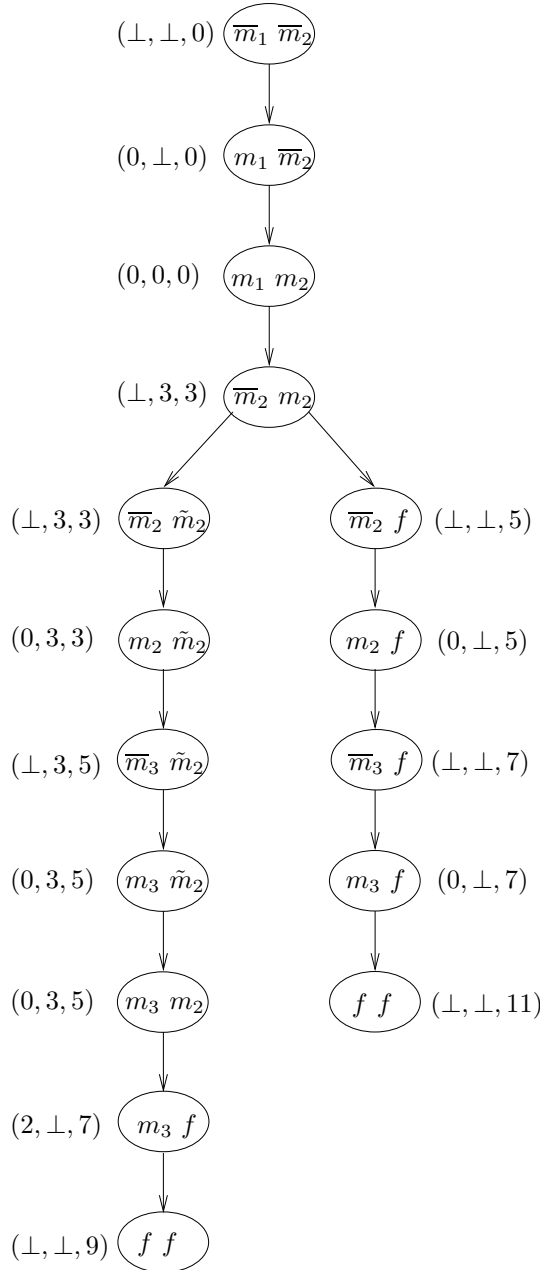 (⊥, ⊥, 0) m̅₁ m̅₂
(0, ⊥, 0) m₁ m̅₂
(0, 0, 0) m₁ m₂
(⊥, 3, 3) m̅₂ m₂
(⊥, 3, 3) m̅₂ m̃₂ m̅₂ f (⊥, ⊥, 5)
(0, 3, 3) m₂ m̃₂ m₂ f (0, ⊥, 5)
(⊥, 3, 5) m̅₃ m̃₂ m̅₃ f (⊥, ⊥, 7)
(0, 3, 5) m₃ m̃₂ m₃ f (0, ⊥, 7)
(0, 3, 5) m₃ m₂ f f (⊥, ⊥, 11)
(2, ⊥, 7) m₃ f
(⊥, ⊥, 9) f f